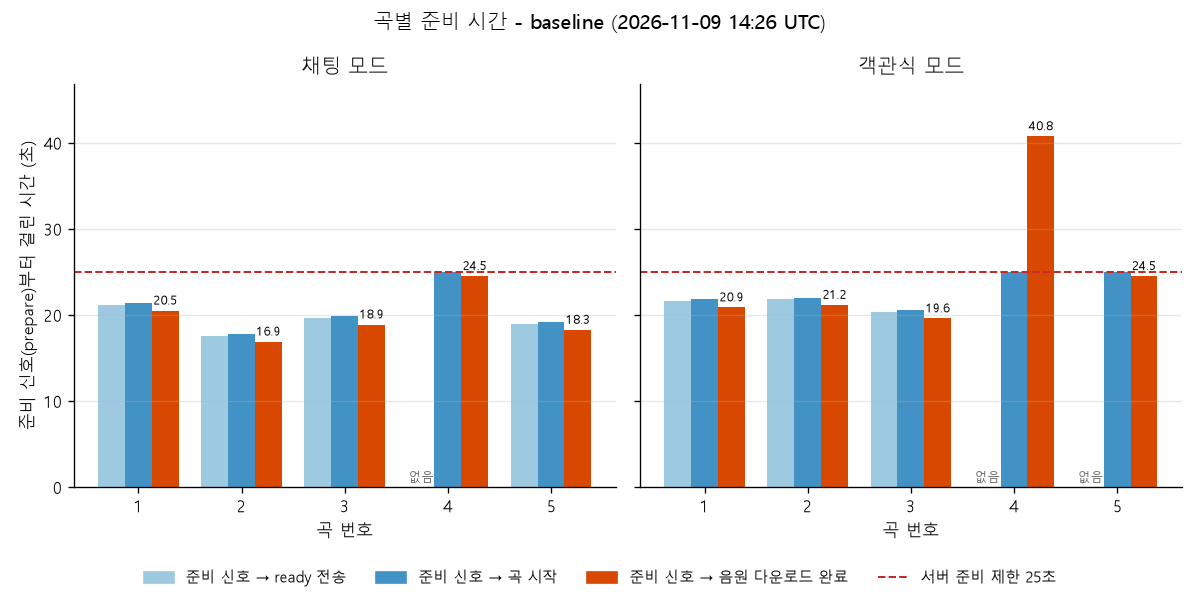 곡별 준비 시간 - baseline (2026-11-09 14:26 UTC)
채팅 모드
객관식 모드
준비 신호(prepare)부터 걸린 시간 (초)
40
30
20
10
0
20.5
16.9
18.9
없음
24.5
18.3
20.9
21.2
19.6
없음
40.8
없음
24.5
1 2 3 4 5
1 2 3 4 5
곡 번호
곡 번호
준비 신호 → ready 전송
준비 신호 → 곡 시작
준비 신호 → 음원 다운로드 완료
서버 준비 제한 25초